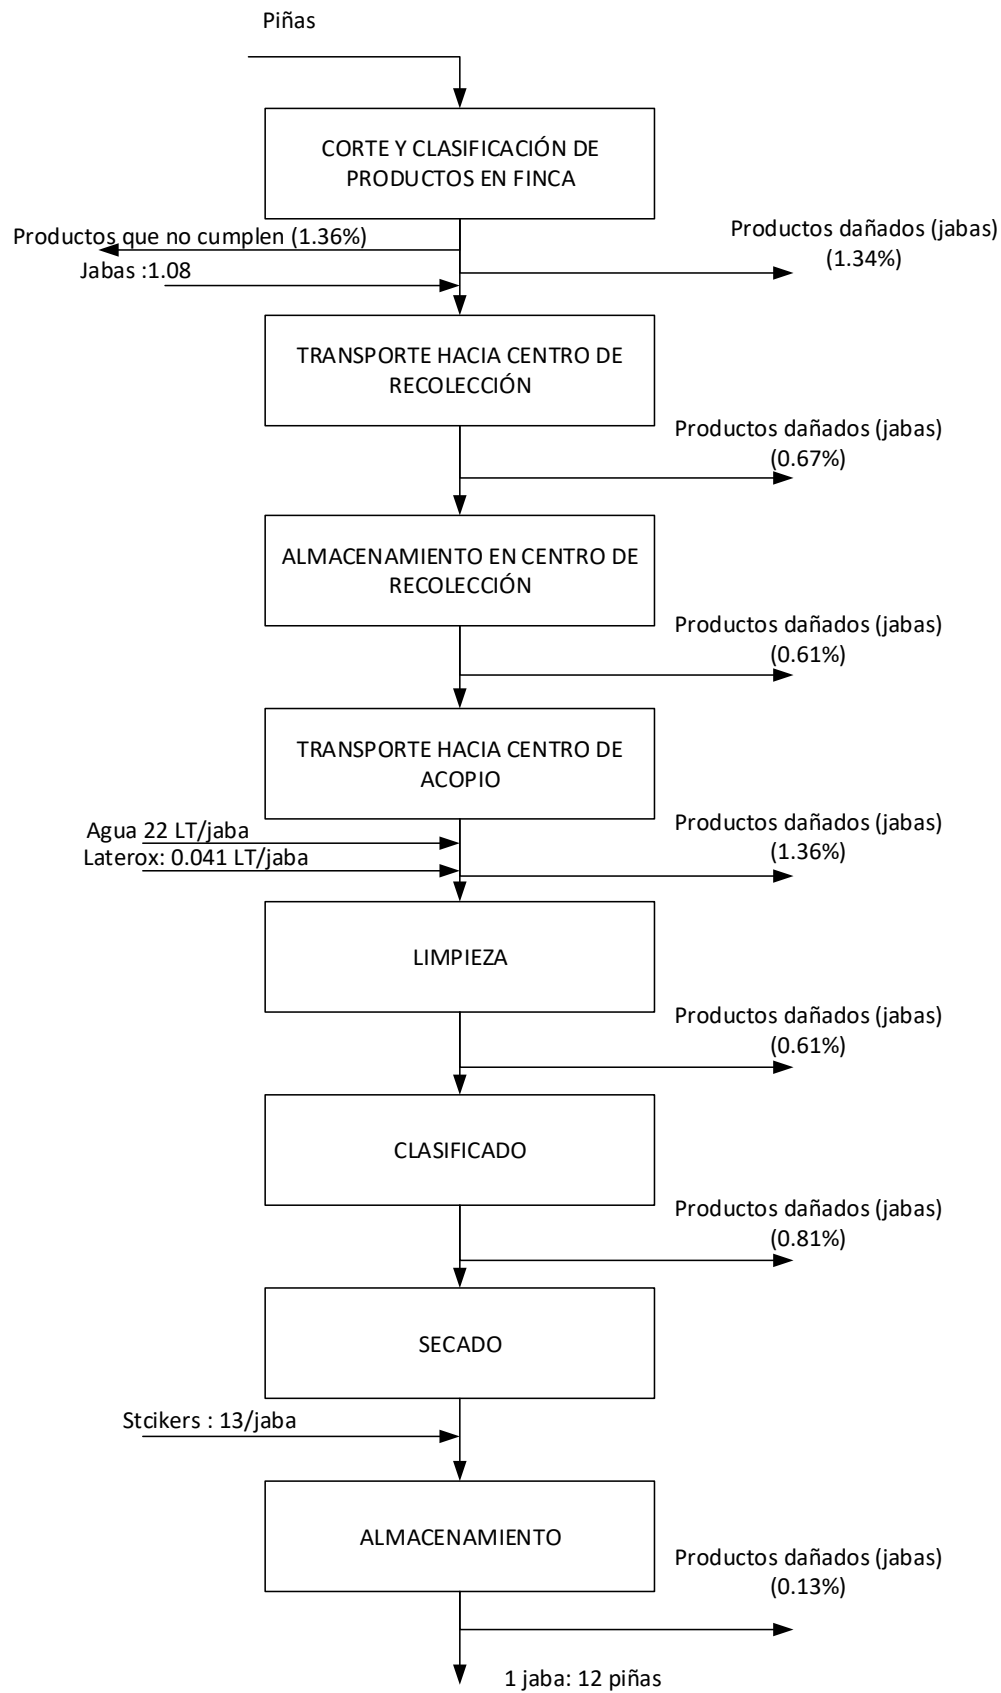 Piñas
CORTE Y CLASIFICACIÓN DE
PRODUCTOS EN FINCA
Productos que no cumplen (1.36%)
Productos dañados (jabas)
(1.34%)
Jabas :1.08
TRANSPORTE HACIA CENTRO DE
RECOLECCIÓN
Productos dañados (jabas)
(0.67%)
ALMACENAMIENTO EN CENTRO DE
RECOLECCIÓN
Productos dañados (jabas)
(0.61%)
TRANSPORTE HACIA CENTRO DE
ACOPIO
Agua 22 LT/jaba
Laterox: 0.041 LT/jaba
Productos dañados (jabas)
(1.36%)
LIMPIEZA
Productos dañados (jabas)
(0.61%)
CLASIFICADO
Productos dañados (jabas)
(0.81%)
SECADO
Stcikers : 13/jaba
ALMACENAMIENTO
Productos dañados (jabas)
(0.13%)
1 jaba: 12 piñas